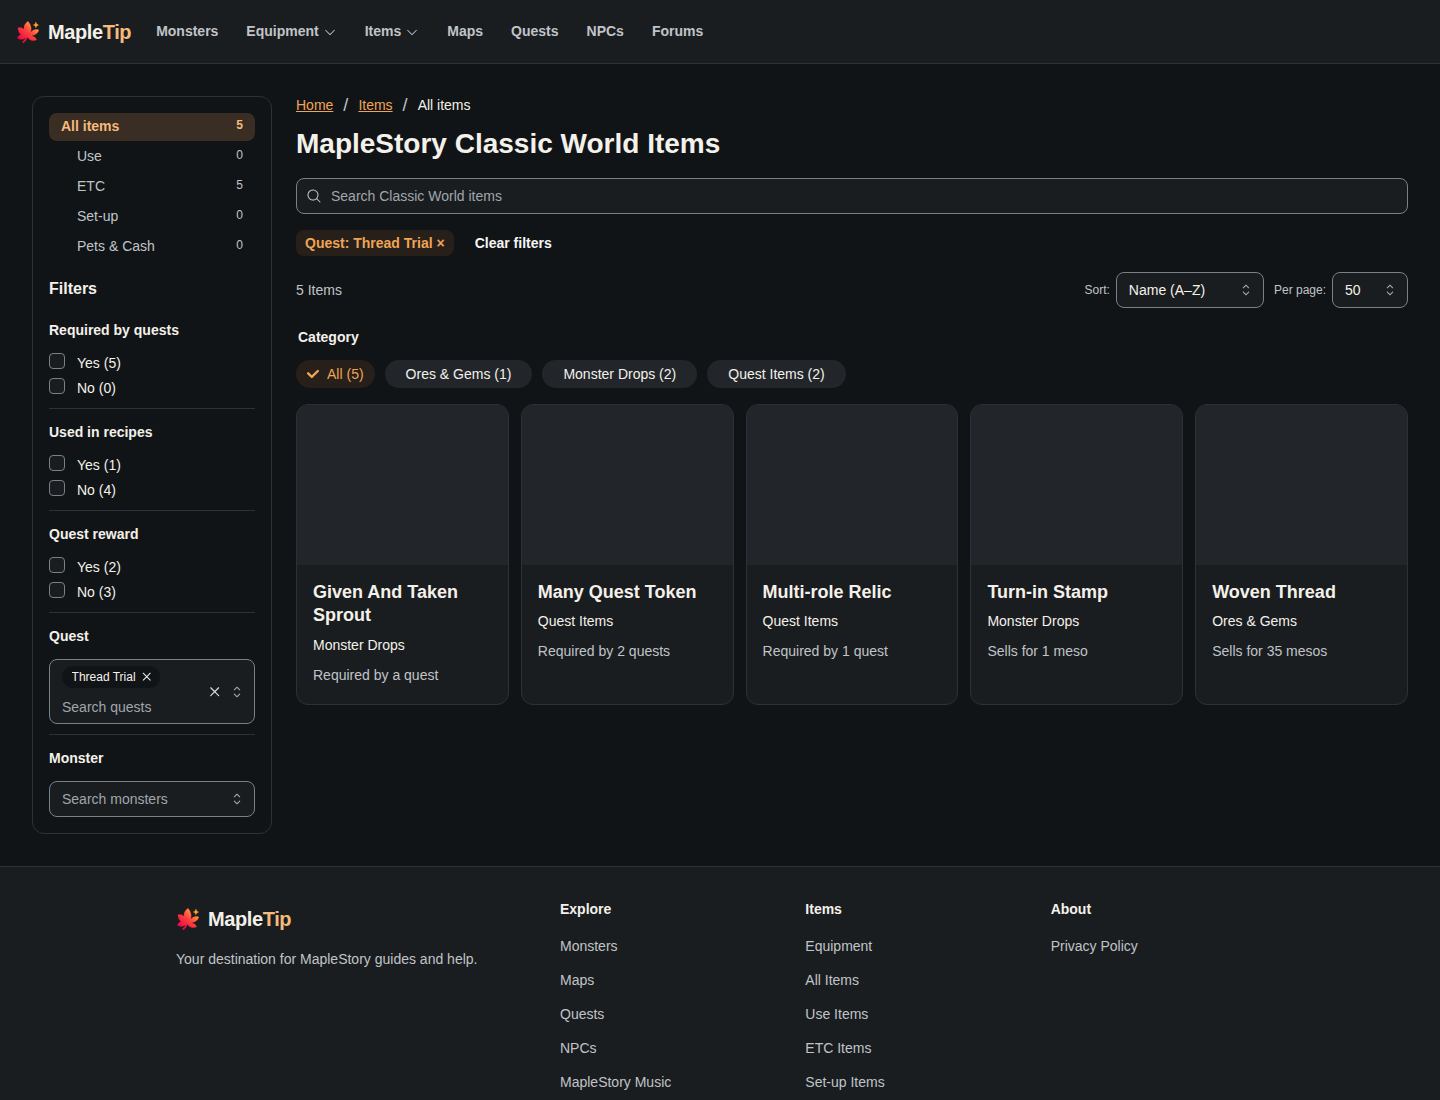 MapleTip
Monsters
Equipment
Items
Maps
Quests
NPCs
Forums
All items 5
Use 0
ETC 5
Set-up 0
Pets & Cash 0
Filters
Required by quests
Yes (5)
No (0)
Used in recipes
Yes (1)
No (4)
Quest reward
Yes (2)
No (3)
Quest
Thread Trial
Search quests
Monster
Search monsters
Home / Items / All items
MapleStory Classic World Items
Search Classic World items
Quest: Thread Trial ×
Clear filters
5 Items
Sort: Name (A–Z)
Per page: 50
Category
All (5)
Ores & Gems (1)
Monster Drops (2)
Quest Items (2)
Given And Taken
Sprout
Monster Drops
Required by a quest
Many Quest Token
Quest Items
Required by 2 quests
Multi-role Relic
Quest Items
Required by 1 quest
Turn-in Stamp
Monster Drops
Sells for 1 meso
Woven Thread
Ores & Gems
Sells for 35 mesos
MapleTip
Your destination for MapleStory guides and help.
Explore
Monsters
Maps
Quests
NPCs
MapleStory Music
Items
Equipment
All Items
Use Items
ETC Items
Set-up Items
About
Privacy Policy